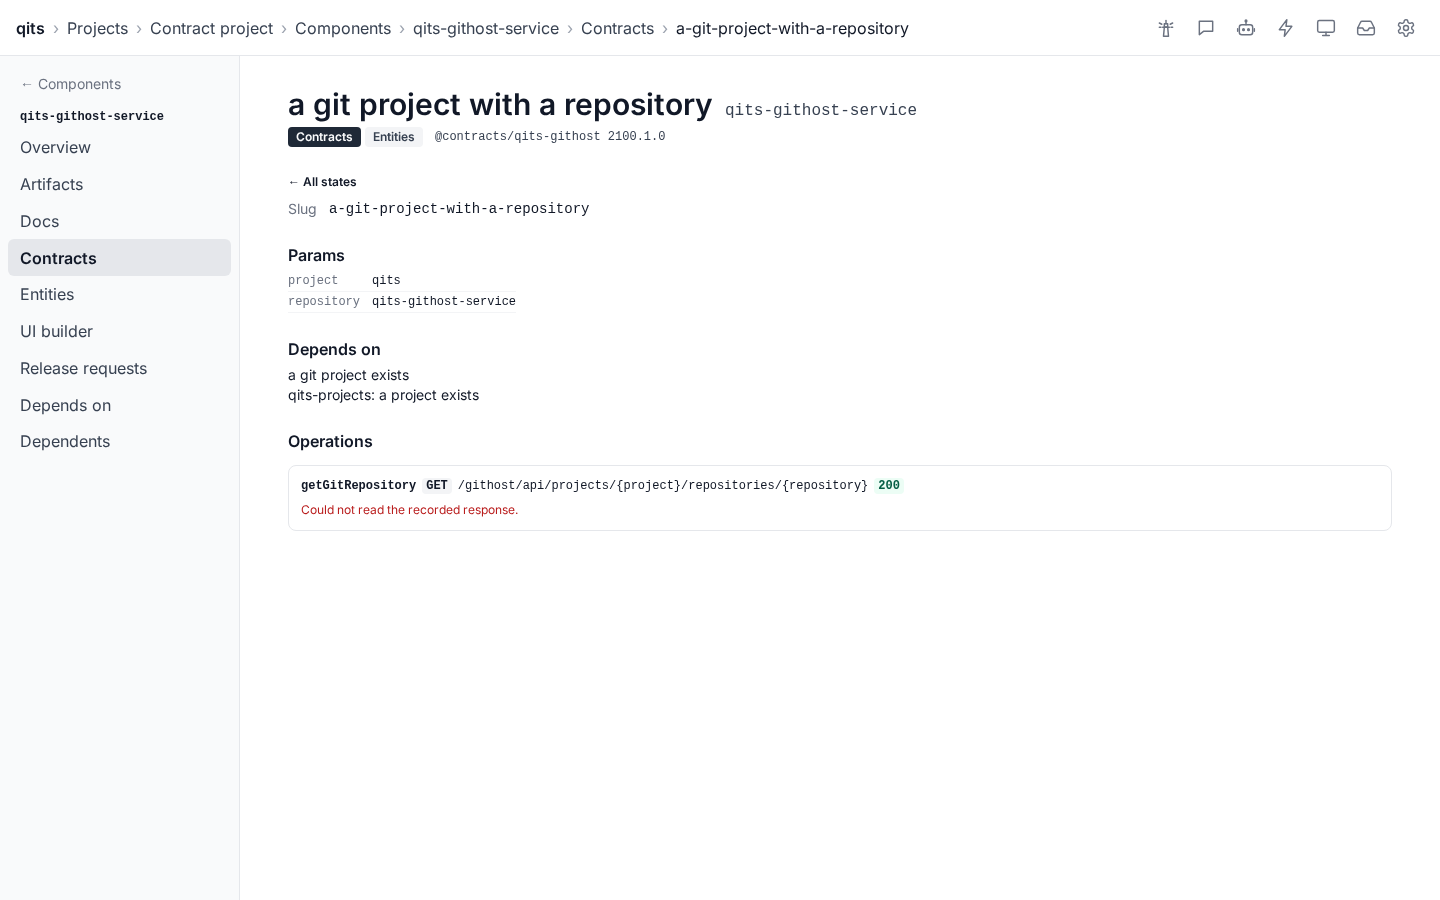 qits › Projects › Contract project › Components › qits-githost-service › Contracts › a-git-project-with-a-repository
← Components
qits-githost-service
Overview
Artifacts
Docs
Contracts
Entities
UI builder
Release requests
Depends on
Dependents
a git project with a repository qits-githost-service
Contracts Entities @contracts/qits-githost 2100.1.0
← All states
Slug a-git-project-with-a-repository
Params
project qits
repository qits-githost-service
Depends on
a git project exists
qits-projects: a project exists
Operations
getGitRepository GET /githost/api/projects/{project}/repositories/{repository} 200
Could not read the recorded response.